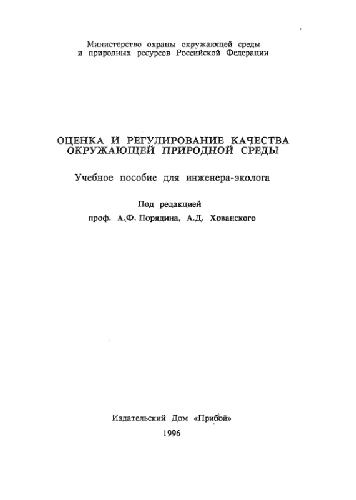 Министерство охраны окружающей среды
и природных ресурсов Российской Федерации
ОЦЕНКА И РЕГУЛИРОВАНИЕ КАЧЕСТВА
ОКРУЖАЮЩЕЙ ПРИРОДНОЙ СРЕДЫ
Учебное пособие для инженера-эколога
Под редакцией
проф. А.Ф. Порядина, А.Д. Хованского
Издательский Дом «Прибой»
1996